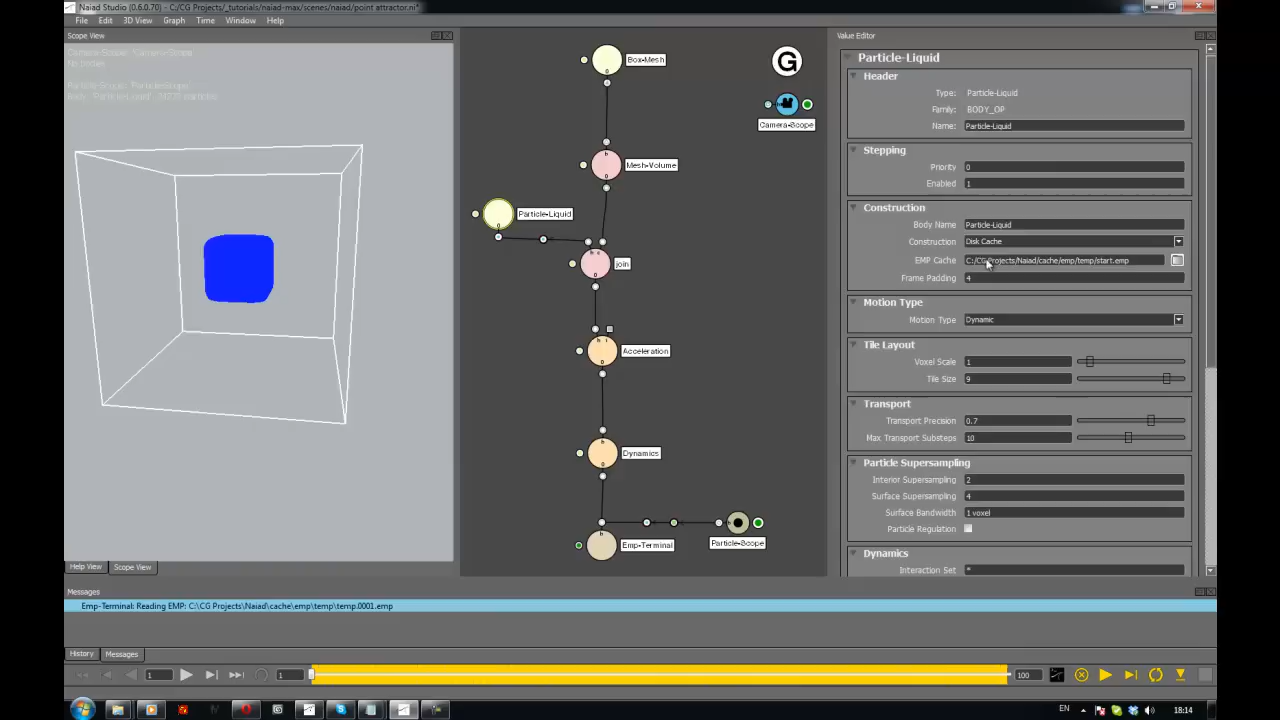 Naiad Studio (0.6.0.70) - C:/CG Projects/_tutorials/naiad-max/scenes/naiad/point attractor.ni*
File Edit 3D View Graph Time Window Help
Scope View
Value Editor
Box-Mesh
Camera-Scope
Mesh-Volume
Particle-Liquid
join
Acceleration
Dynamics
Emp-Terminal
Particle-Scope
Particle-Liquid
Header
Type: Particle-Liquid
Family: BODY_OP
Name: Particle-Liquid
Stepping
Priority 0
Enabled 1
Construction
Body Name Particle-Liquid
Construction Disk Cache
EMP Cache C:/CG Projects/Naiad/cache/emp/temp/start.emp
Frame Padding 4
Motion Type
Motion Type Dynamic
Tile Layout
Voxel Scale 1
Tile Size 9
Transport
Transport Precision 0.7
Max Transport Substeps 10
Particle Supersampling
Interior Supersampling 2
Surface Supersampling 4
Surface Bandwidth 1 voxel
Particle Regulation
Dynamics
Interaction Set *
Help View Scope View
Messages
Emp-Terminal: Reading EMP: C:\CG Projects\Naiad\cache\emp\temp\temp.0001.emp
History Messages
1 1 100
EN 18:14